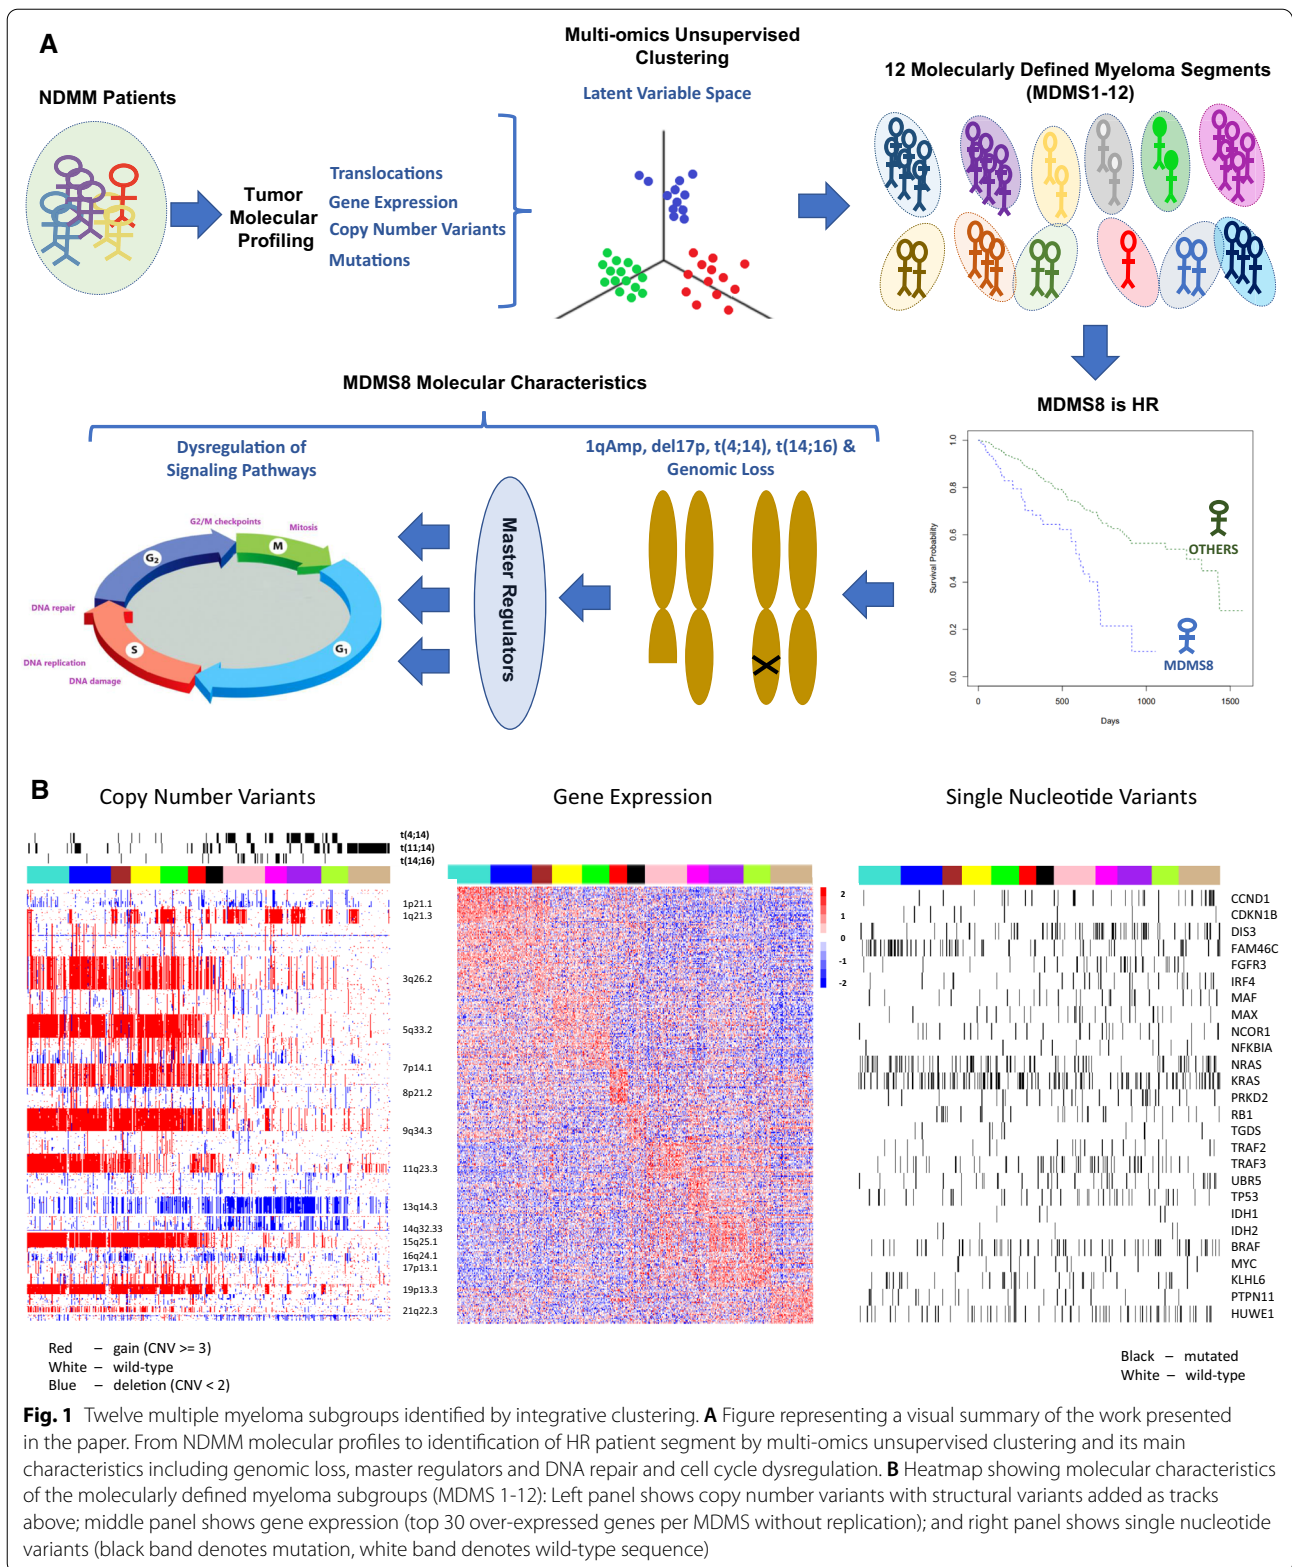 A
NDMM Patients
Tumor
Molecular
Profiling
Translocations
Gene Expression
Copy Number Variants
Mutations
Multi-omics Unsupervised
Clustering
Latent Variable Space
12 Molecularly Defined Myeloma Segments
(MDMS1-12)
MDMS8 is HR
Survival Probability
1.0
0.8
0.6
0.4
0.2
0.0
0
500
1000
1500
Days
OTHERS
MDMS8
MDMS8 Molecular Characteristics
Dysregulation of
Signaling Pathways
1qAmp, del17p, t(4;14), t(14;16) &
Genomic Loss
Master Regulators
G2/M checkpoints
Mitosis
G2
M
G1
S
DNA repair
DNA replication
DNA damage
B
Copy Number Variants
Gene Expression
Single Nucleotide Variants
t(4;14)
t(11;14)
t(14;16)
1p21.1
1q21.3
3q26.2
5q33.2
7p14.1
8p21.2
9q34.3
11q23.3
13q14.3
14q32.33
15q25.1
16q24.1
17p13.1
19p13.3
21q22.3
2
1
0
-1
-2
CCND1
CDKN1B
DIS3
FAM46C
FGFR3
IRF4
MAF
MAX
NCOR1
NFKBIA
NRAS
KRAS
PRKD2
RB1
TGDS
TRAF2
TRAF3
UBR5
TP53
IDH1
IDH2
BRAF
MYC
KLHL6
PTPN11
HUWE1
Red – gain (CNV >= 3)
White – wild-type
Blue – deletion (CNV < 2)
Black – mutated
White – wild-type
Fig. 1 Twelve multiple myeloma subgroups identified by integrative clustering. A Figure representing a visual summary of the work presented
in the paper. From NDMM molecular profiles to identification of HR patient segment by multi-omics unsupervised clustering and its main
characteristics including genomic loss, master regulators and DNA repair and cell cycle dysregulation. B Heatmap showing molecular characteristics
of the molecularly defined myeloma subgroups (MDMS 1-12): Left panel shows copy number variants with structural variants added as tracks
above; middle panel shows gene expression (top 30 over-expressed genes per MDMS without replication); and right panel shows single nucleotide
variants (black band denotes mutation, white band denotes wild-type sequence)